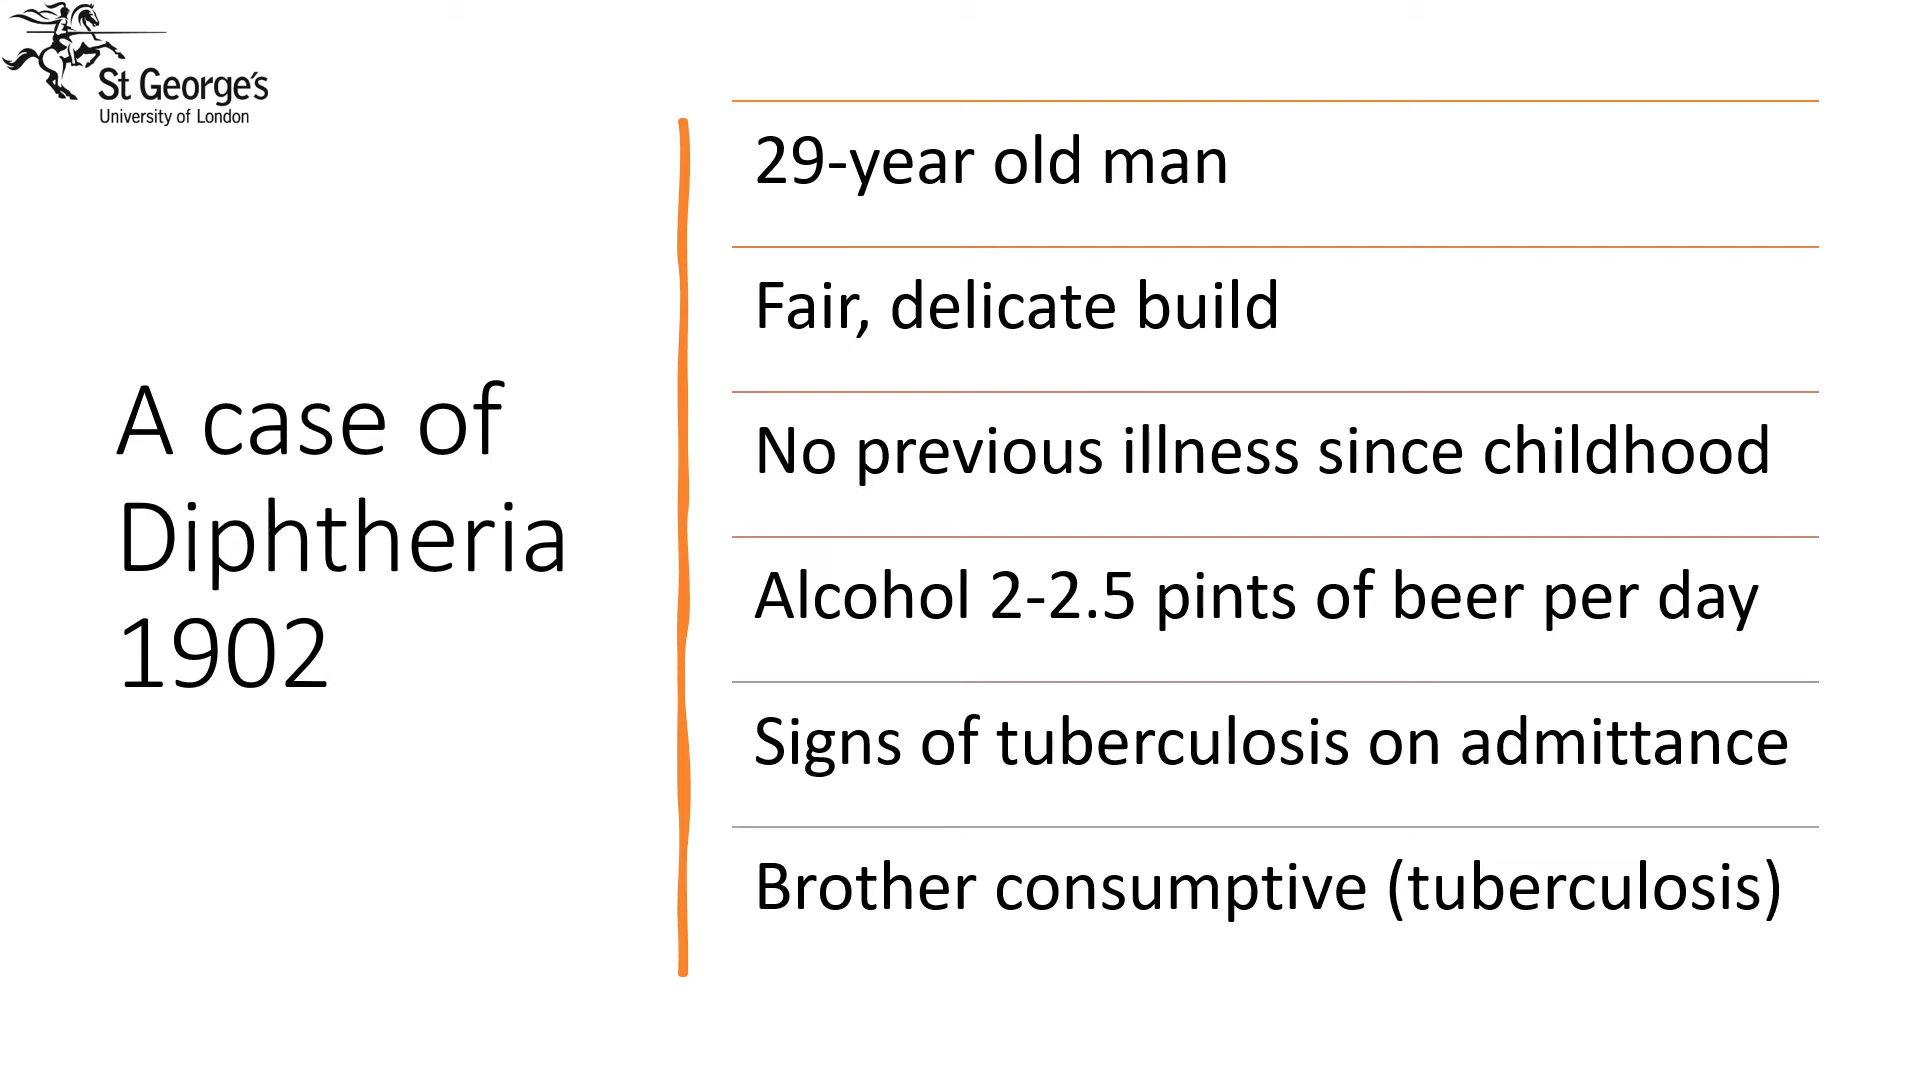 St George's
University of London
A case of
Diphtheria
1902
29-year old man
Fair, delicate build
No previous illness since childhood
Alcohol 2-2.5 pints of beer per day
Signs of tuberculosis on admittance
Brother consumptive (tuberculosis)